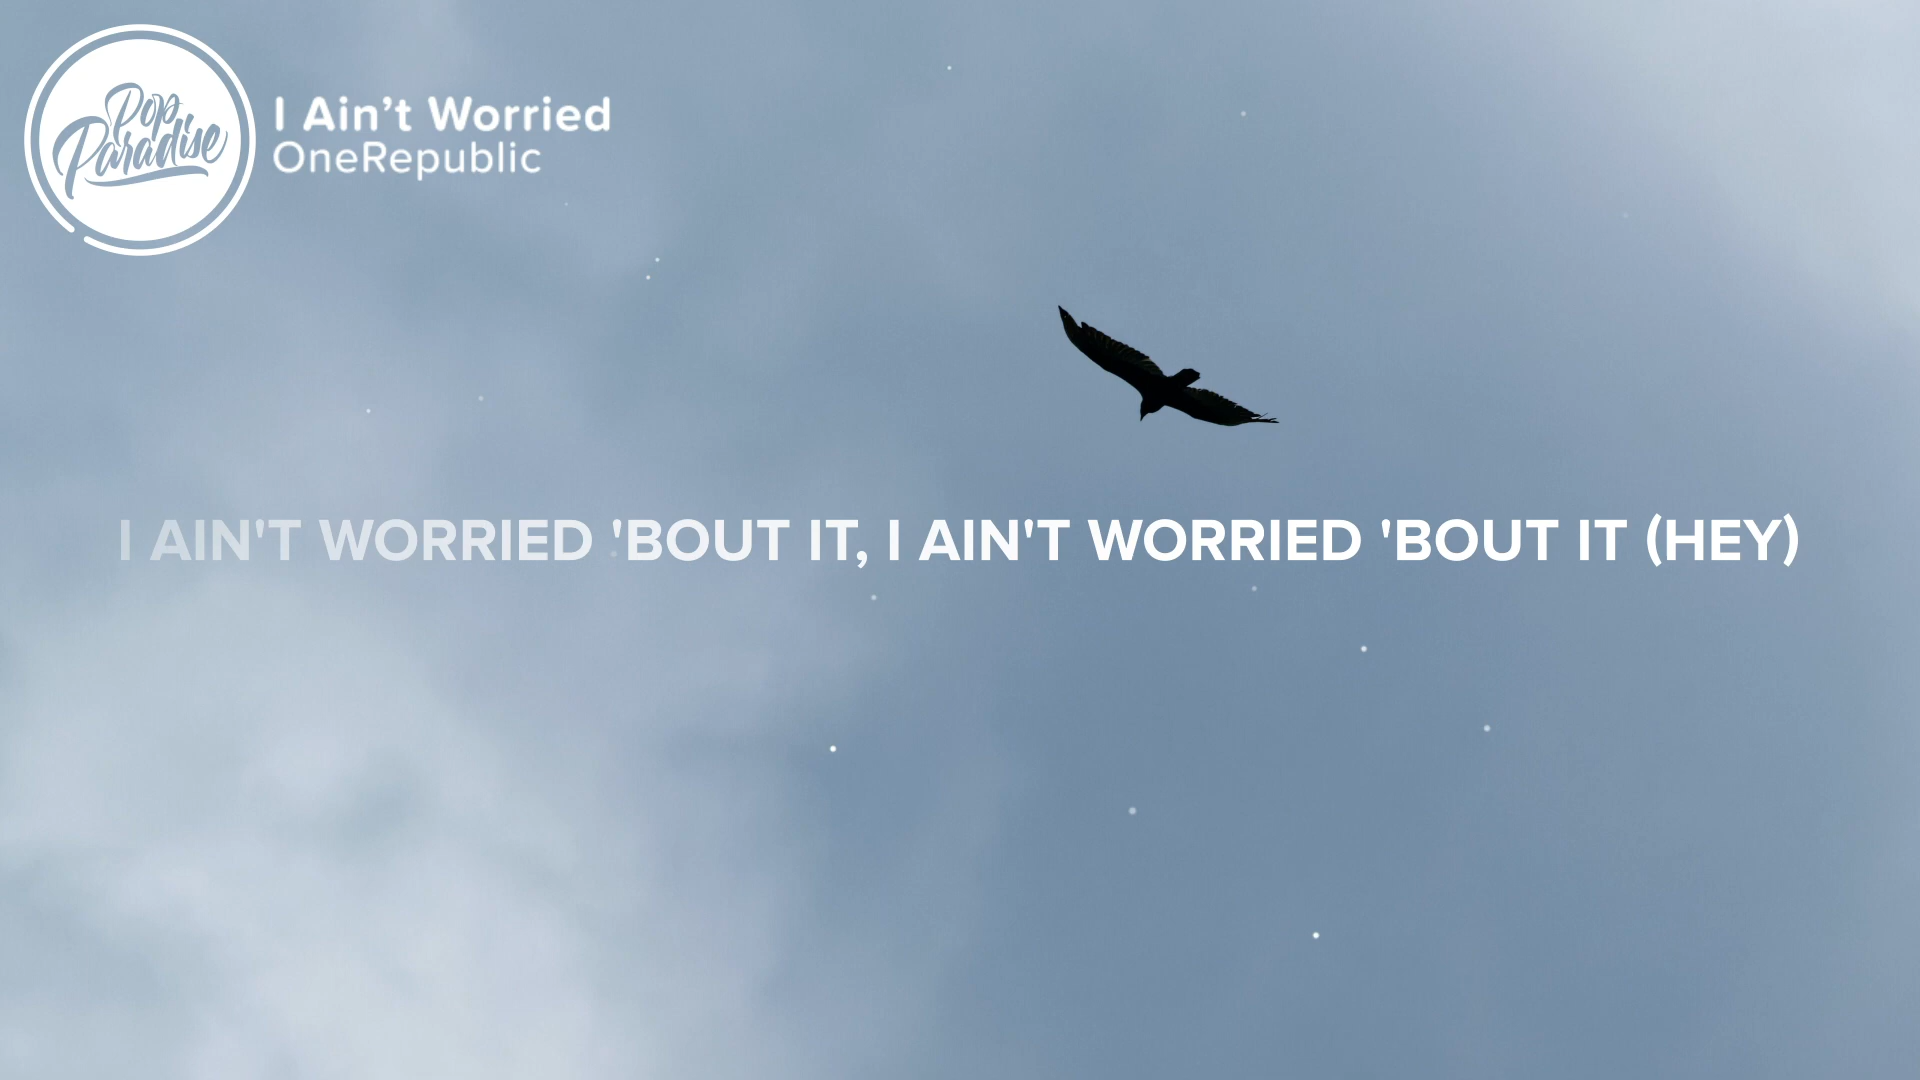 Pop
Paradise
I Ain't Worried
OneRepublic
I AIN'T WORRIED 'BOUT IT, I AIN'T WORRIED 'BOUT IT (HEY)